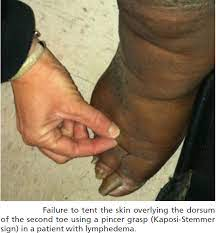 Failure to tent the skin overlying the dorsum
of the second toe using a pincer grasp (Kaposi-Stemmer
sign) in a patient with lymphedema.